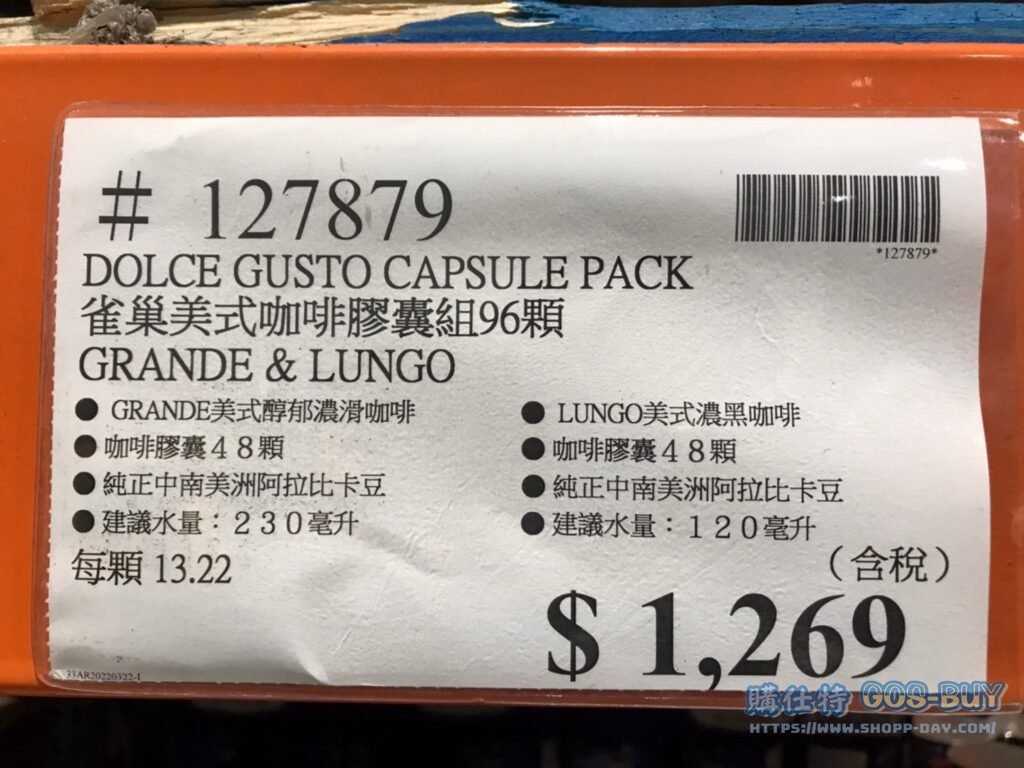 # 127879
*127879*
DOLCE GUSTO CAPSULE PACK
雀巢美式咖啡膠囊組96顆
GRANDE & LUNGO
● GRANDE美式醇郁濃滑咖啡
● 咖啡膠囊４８顆
● 純正中南美洲阿拉比卡豆
● 建議水量：２３０毫升
● LUNGO美式濃黑咖啡
● 咖啡膠囊４８顆
● 純正中南美洲阿拉比卡豆
● 建議水量：１２０毫升
每顆 13.22
（含稅）
$ 1,269
33AR20220322-1
購仕特 GOS-BUY
HTTPS://WWW.SHOPP-DAY.COM/